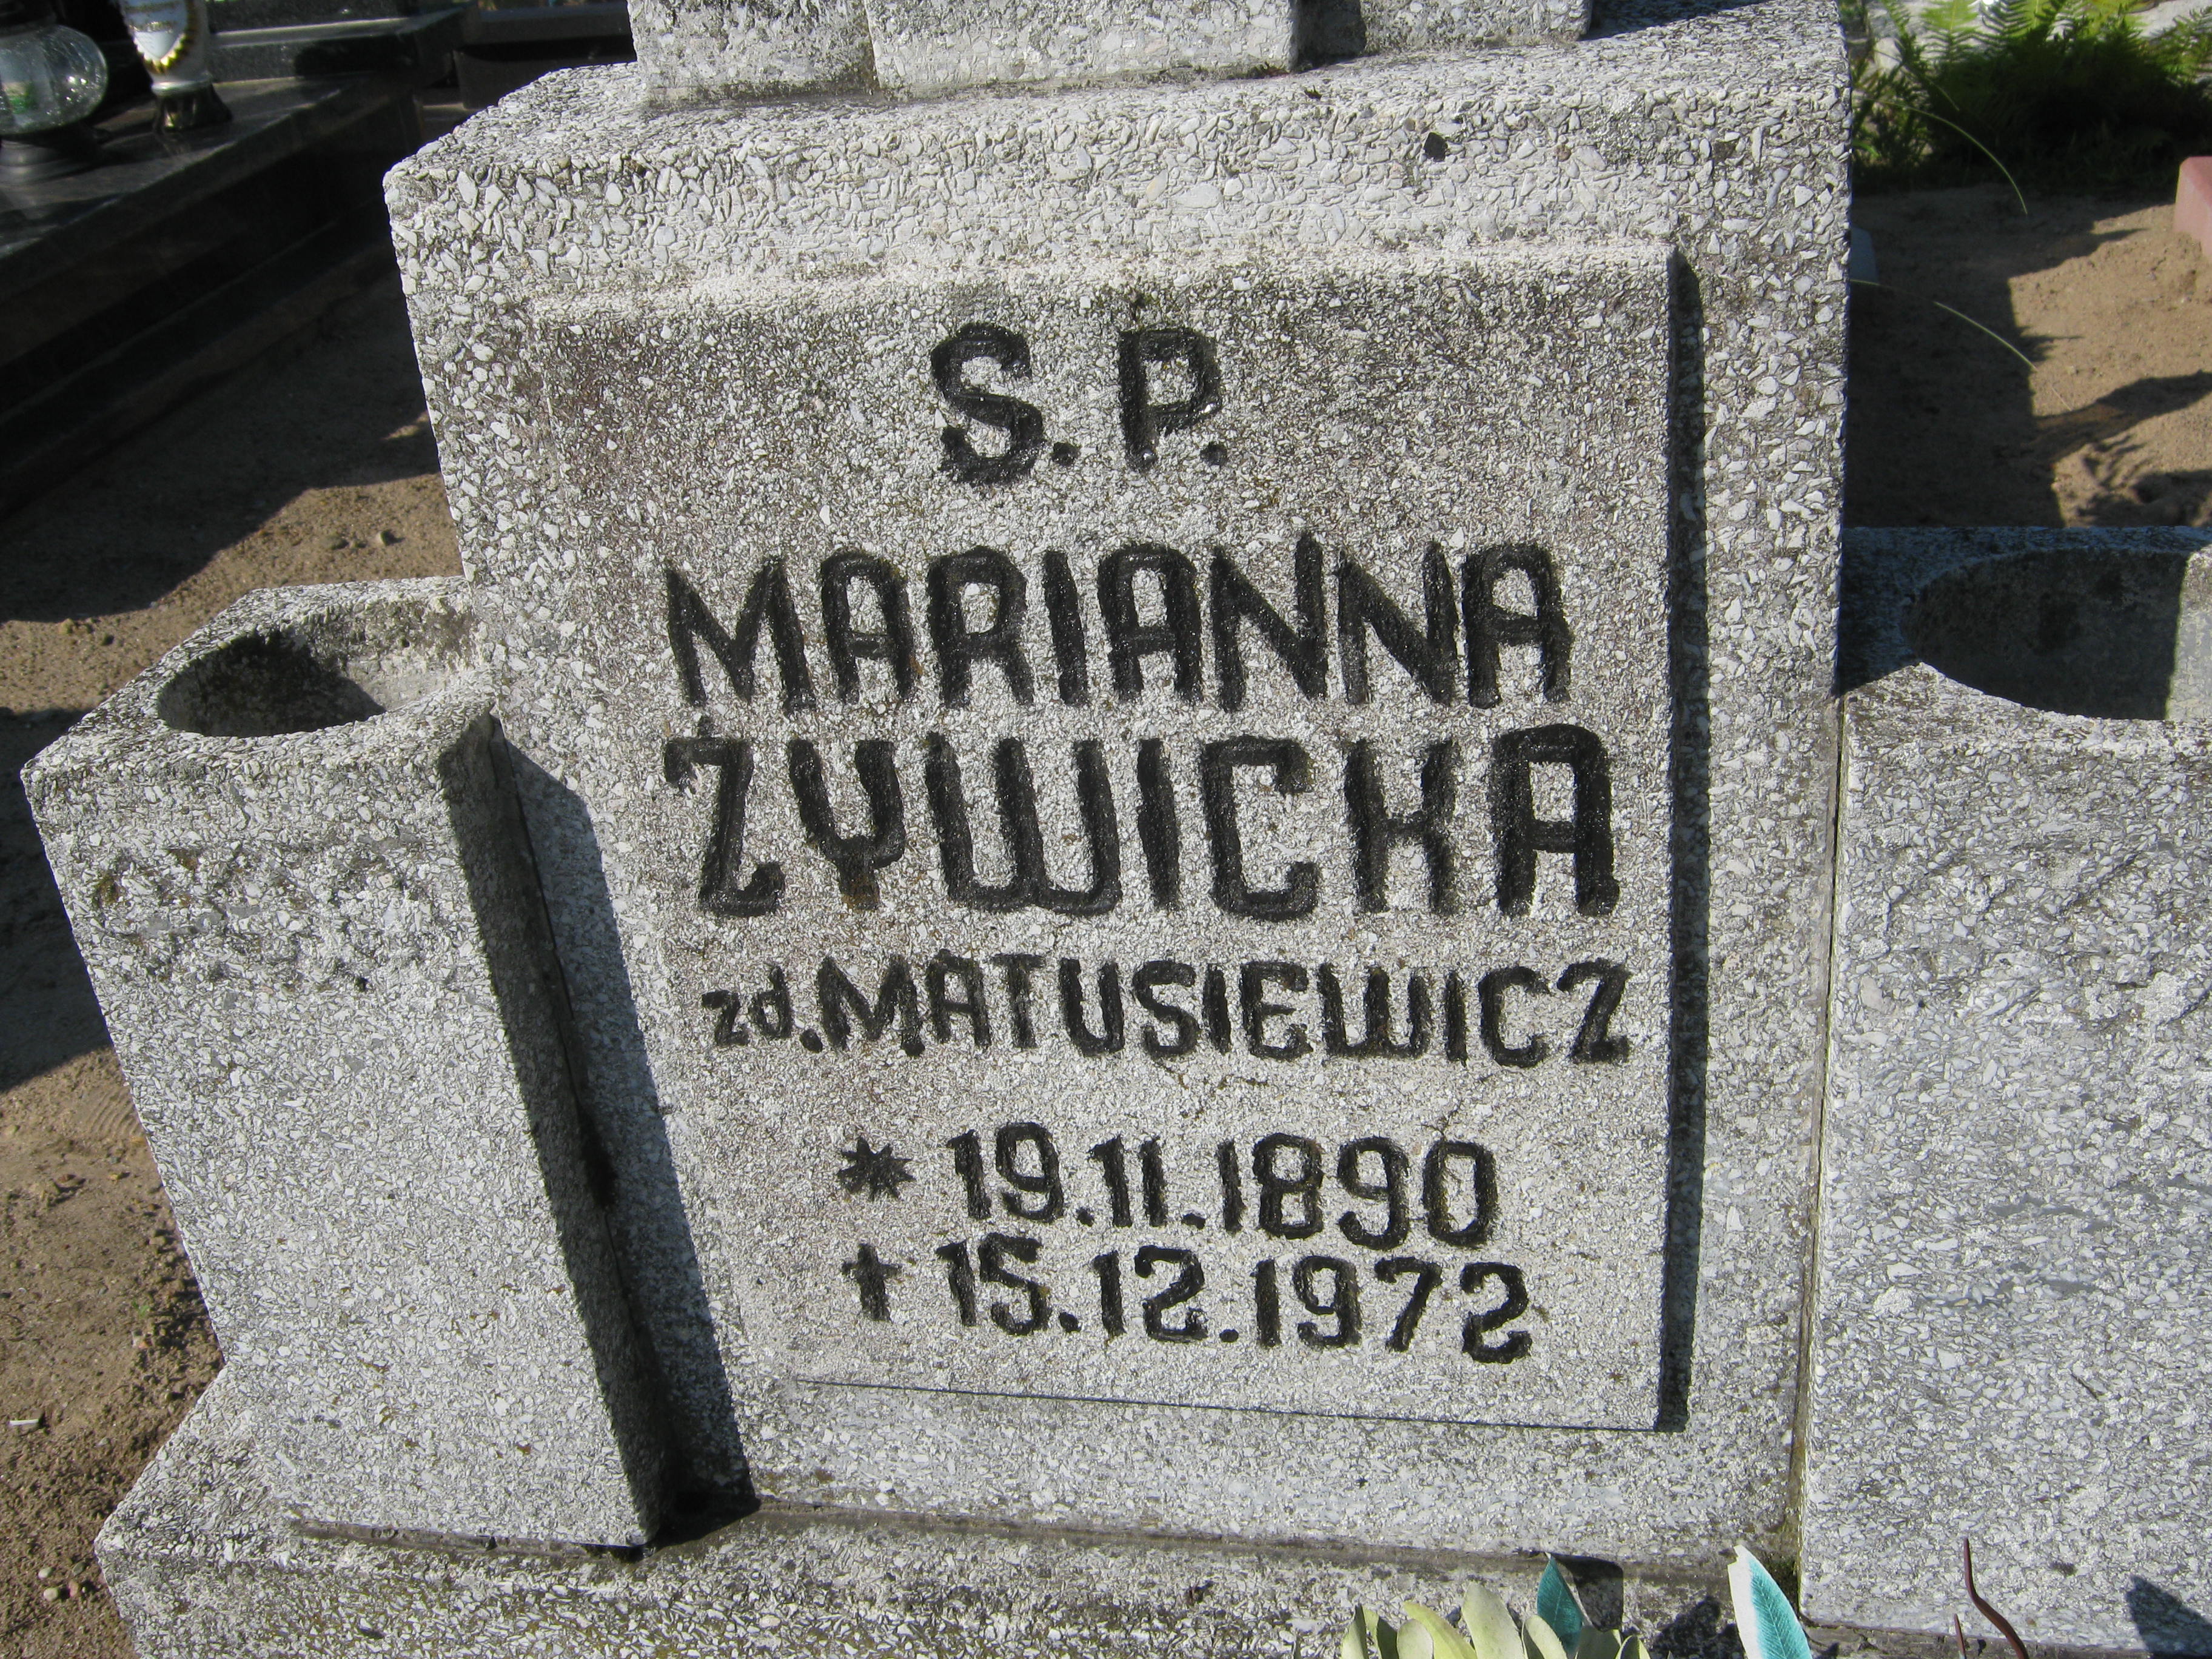 S.P.
MARIANNA
ŻYWICKA
zd.MATUSIEWICZ
* 19.11.1890
† 15.12.1972